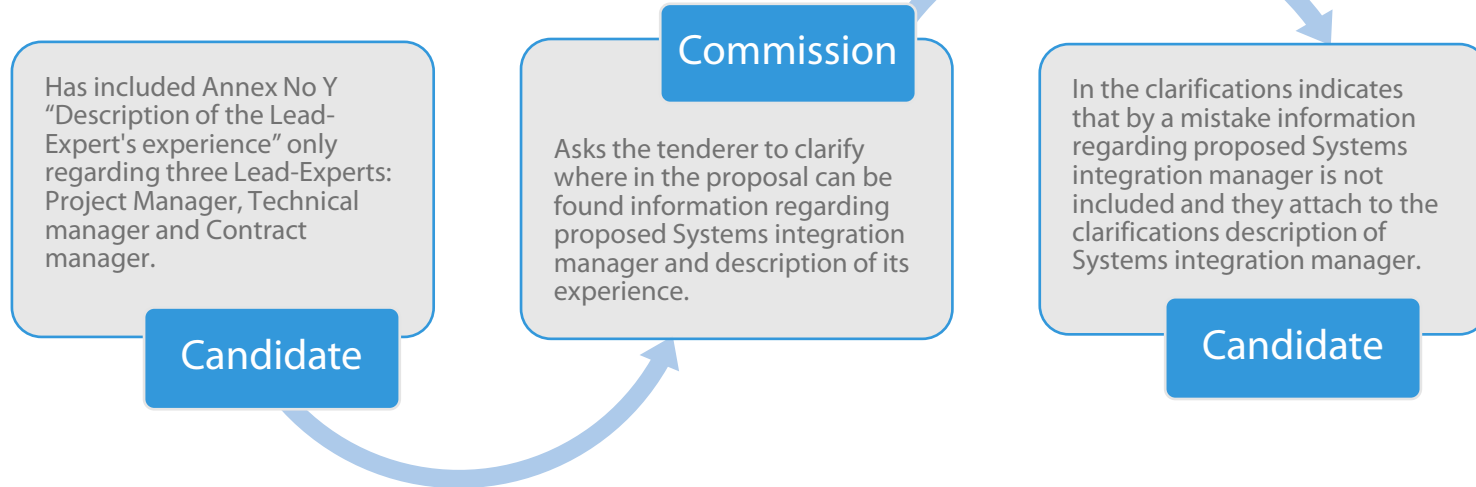 Has included Annex No Y
“Description of the Lead-
Expert's experience” only
regarding three Lead-Experts:
Project Manager, Technical
manager and Contract
manager.
Candidate
Commission
Asks the tenderer to clarify
where in the proposal can be
found information regarding
proposed Systems integration
manager and description of its
experience.
In the clarifications indicates
that by a mistake information
regarding proposed Systems
integration manager is not
included and they attach to the
clarifications description of
Systems integration manager.
Candidate